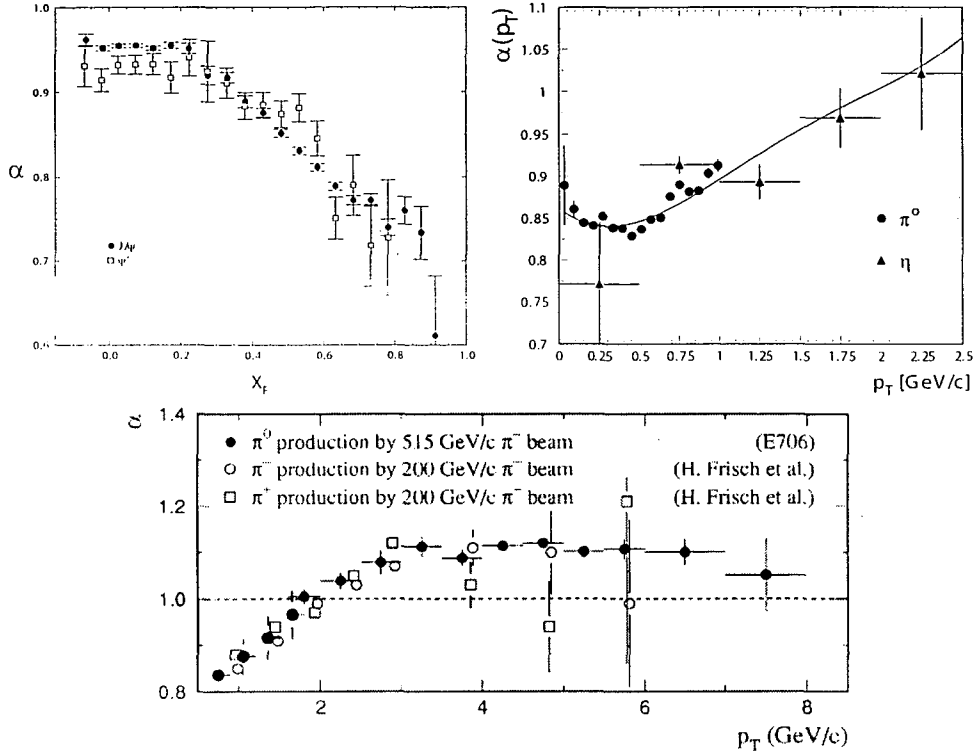 α
0.9
0.8
0.7
0.0
0.2
0.4
0.6
0.8
1.0
X_F
J/ψ
ψ'
α(p_T)
1.1
1.05
1
0.95
0.9
0.85
0.8
0.75
0.7
π⁰
η
0 0.25 0.5 0.75 1 1.25 1.5 1.75 2 2.25 2.5
p_T [GeV/c]
α
1.4
π⁰ production by 515 GeV/c π⁻ beam (E706)
π⁻ production by 200 GeV/c π⁻ beam (H. Frisch et al.)
π⁺ production by 200 GeV/c π⁻ beam (H. Frisch et al.)
1.2
1.0
0.8
2 4 6 8
p_T (GeV/c)